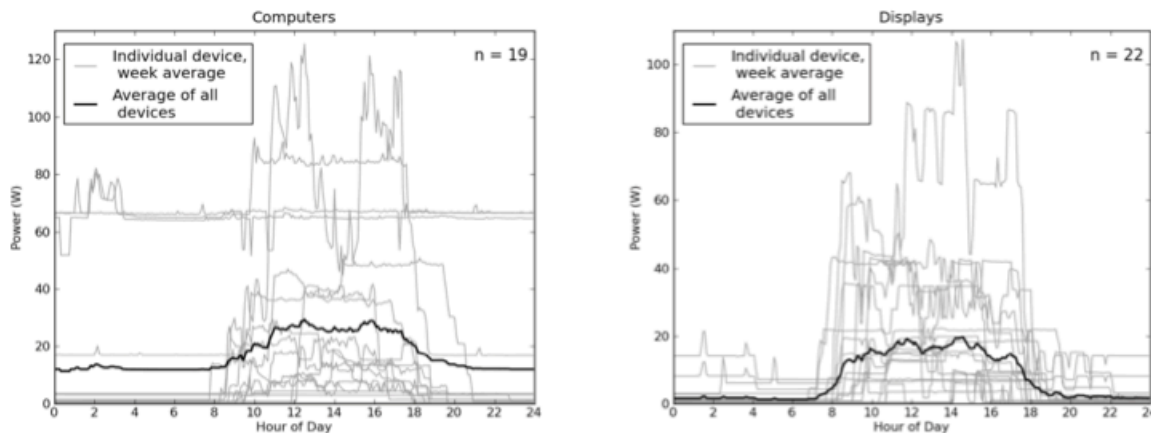 Computers
Individual device,
week average
Average of all
devices
n = 19
Power (W)
120
100
80
60
40
20
0
0 2 4 6 8 10 12 14 16 18 20 22 24
Hour of Day
Displays
Individual device,
week average
Average of all
devices
n = 22
Power (W)
100
80
60
40
20
0
0 2 4 6 8 10 12 14 16 18 20 22 24
Hour of Day